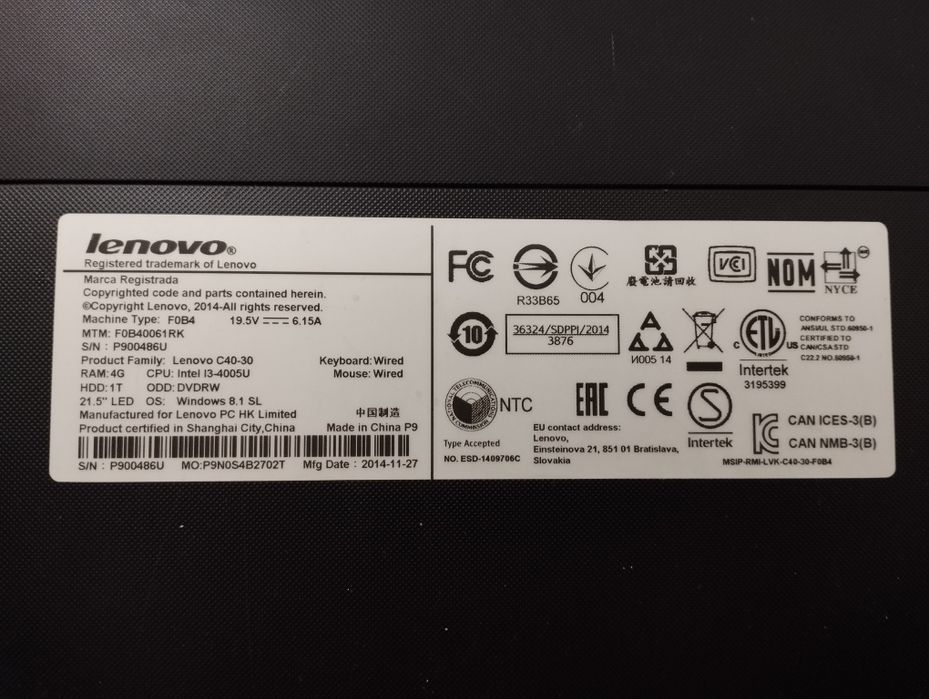 lenovo®
Registered trademark of Lenovo
Marca Registrada
Copyrighted code and parts contained herein.
©Copyright Lenovo, 2014-All rights reserved.
Machine Type: F0B4 19.5V 6.15A
MTM: F0B40061RK
S/N : P900486U
Product Family: Lenovo C40-30 Keyboard: Wired
RAM: 4G CPU: Intel I3-4005U Mouse: Wired
HDD: 1T ODD: DVDRW
21.5" LED OS: Windows 8.1 SL
Manufactured for Lenovo PC HK Limited 中国制造
Product certified in Shanghai City,China Made in China P9
S/N : P900486U MO:P9N0S4B2702T Mfg Date : 2014-11-27
FC
R33B65
004
廢電池請回收
VCI
NOM
NYCE
10
36324/SDPPI/2014
3876
И005 14
ETL
C US
Intertek
3195399
CONFORMS TO
ANSI/UL STD.60950-1
CERTIFIED TO
CAN/CSA STD
C22.2 NO.60950-1
NATIONAL TELECOMMUNICATIONS COMMISSION
NTC
Type Accepted
NO. ESD-1409706C
EAC
CE
EU contact address:
Lenovo,
Einsteinova 21, 851 01 Bratislava,
Slovakia
S
Intertek
CAN ICES-3(B)
CAN NMB-3(B)
MSIP-RMI-LVK-C40-30-F0B4